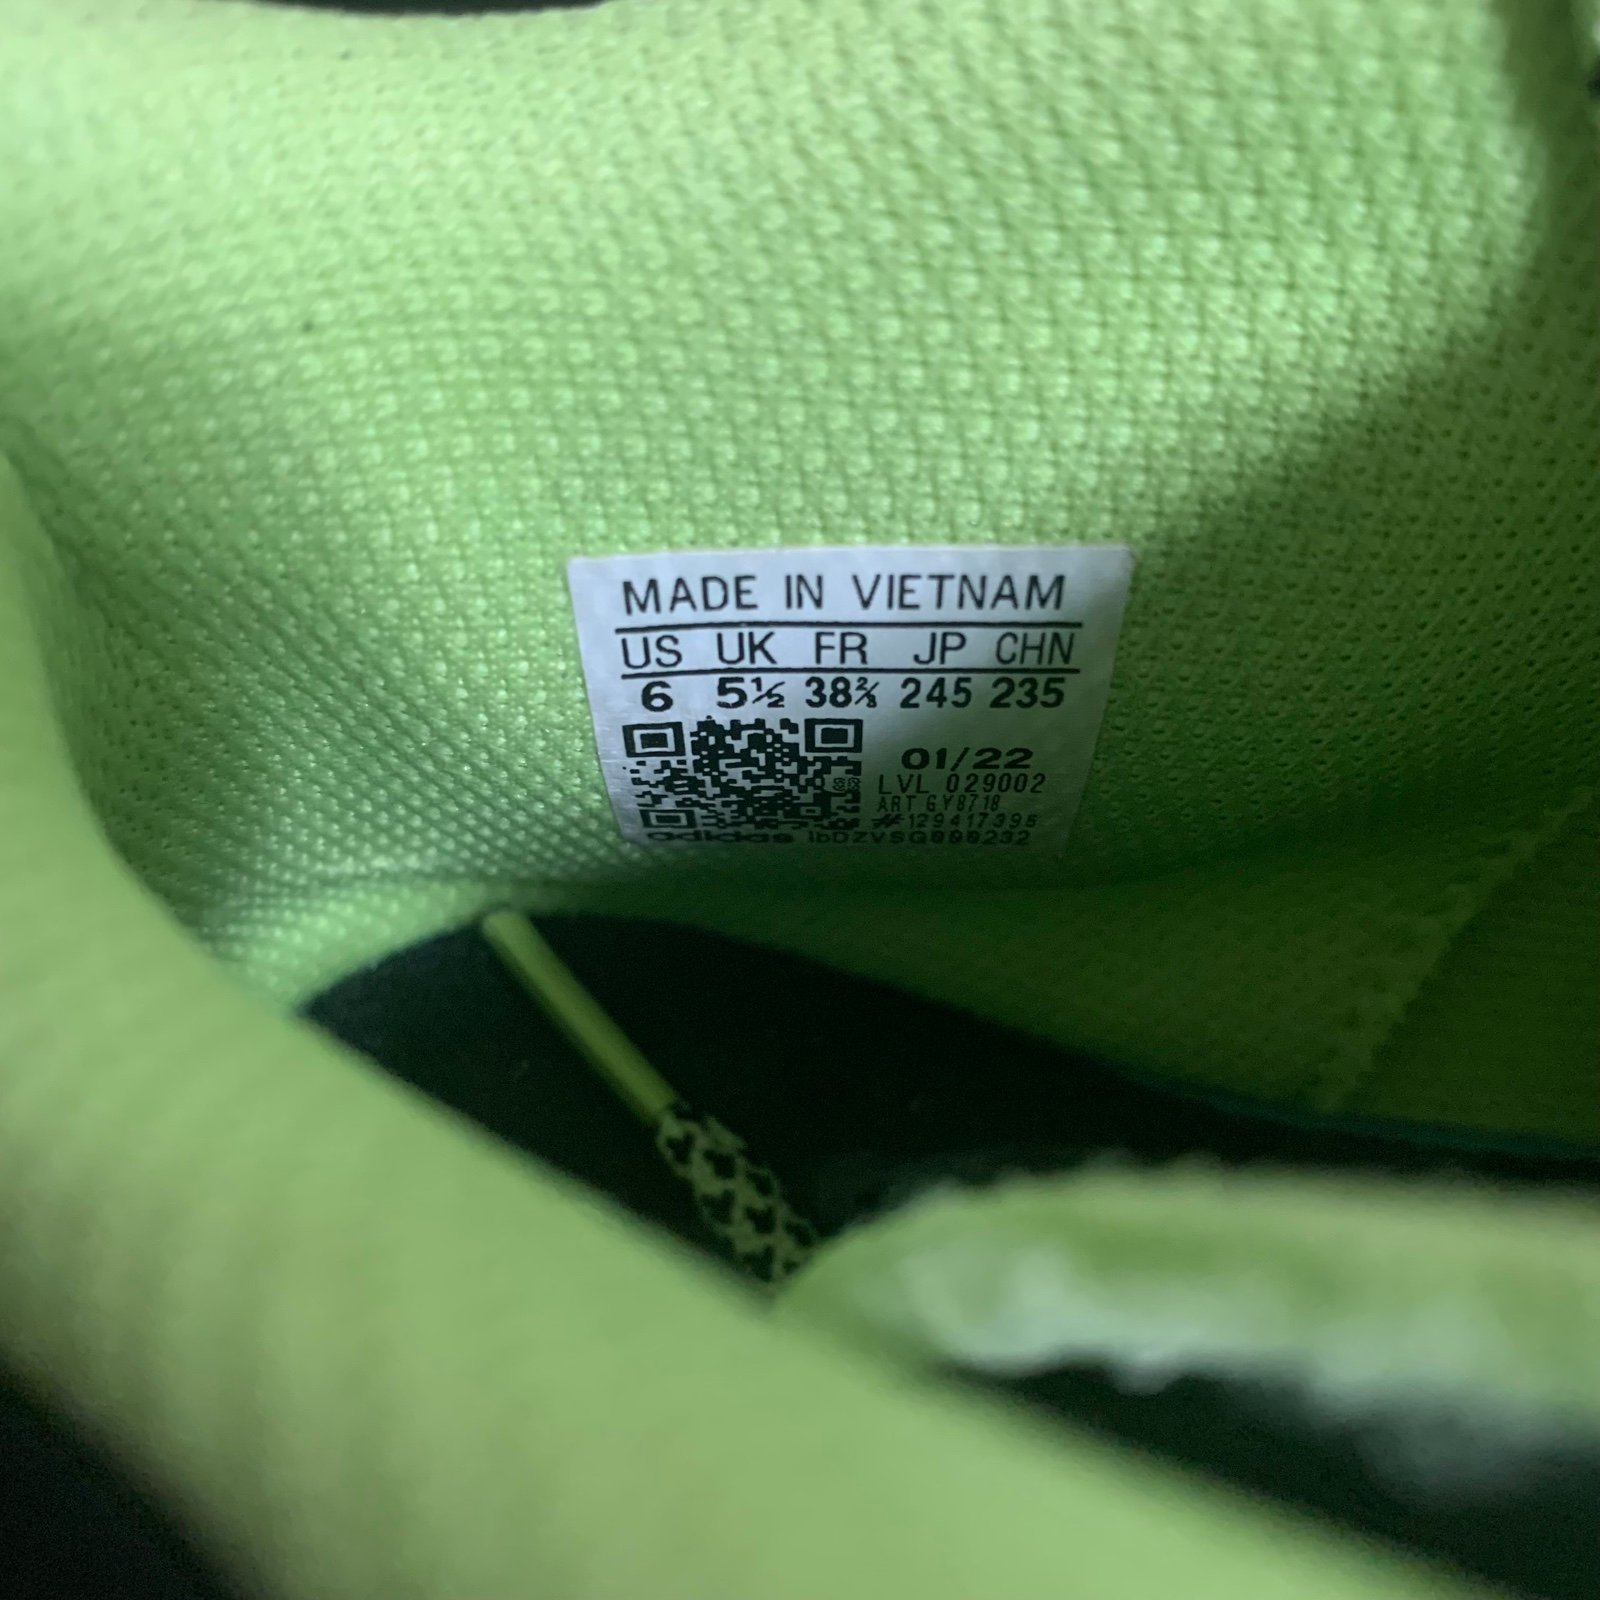 MADE IN VIETNAM
US UK FR JP CHN
6 5½ 38⅔ 245 235
01/22
LVL 029002
ART GY8718
#129417395
adidas